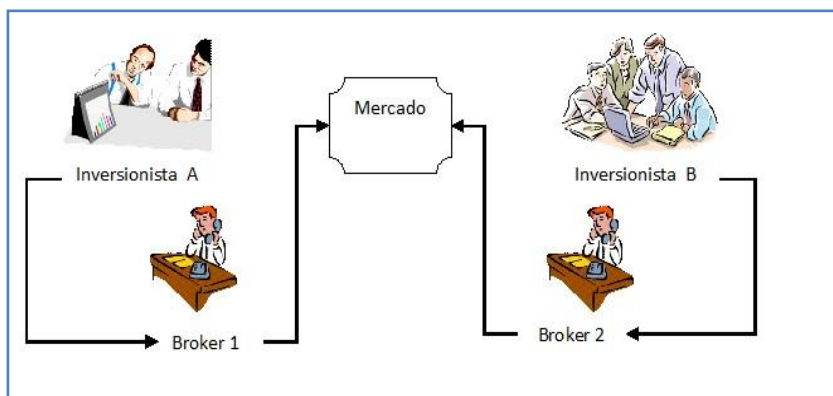 Mercado
Inversionista A
Inversionista B
Broker 1
Broker 2